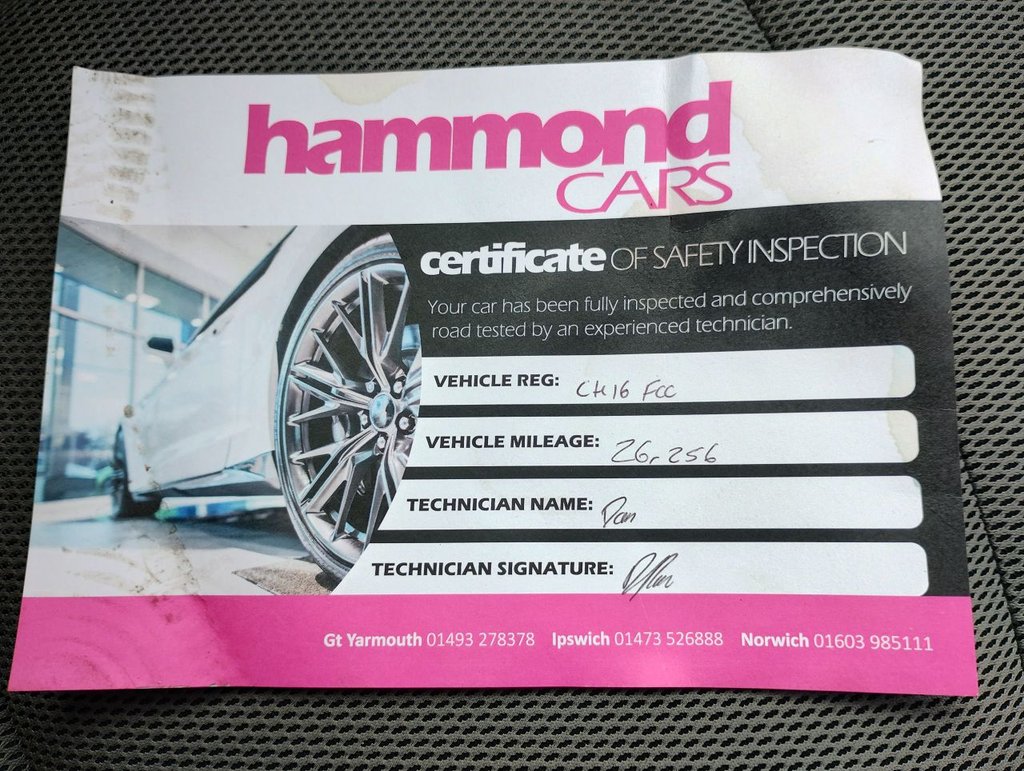 hammond
CARS
certificate OF SAFETY INSPECTION
Your car has been fully inspected and comprehensively
road tested by an experienced technician.
VEHICLE REG: CH16 FCC
VEHICLE MILEAGE: 26,256
TECHNICIAN NAME: Dan
TECHNICIAN SIGNATURE:
Gt Yarmouth 01493 278378 Ipswich 01473 526888 Norwich 01603 985111